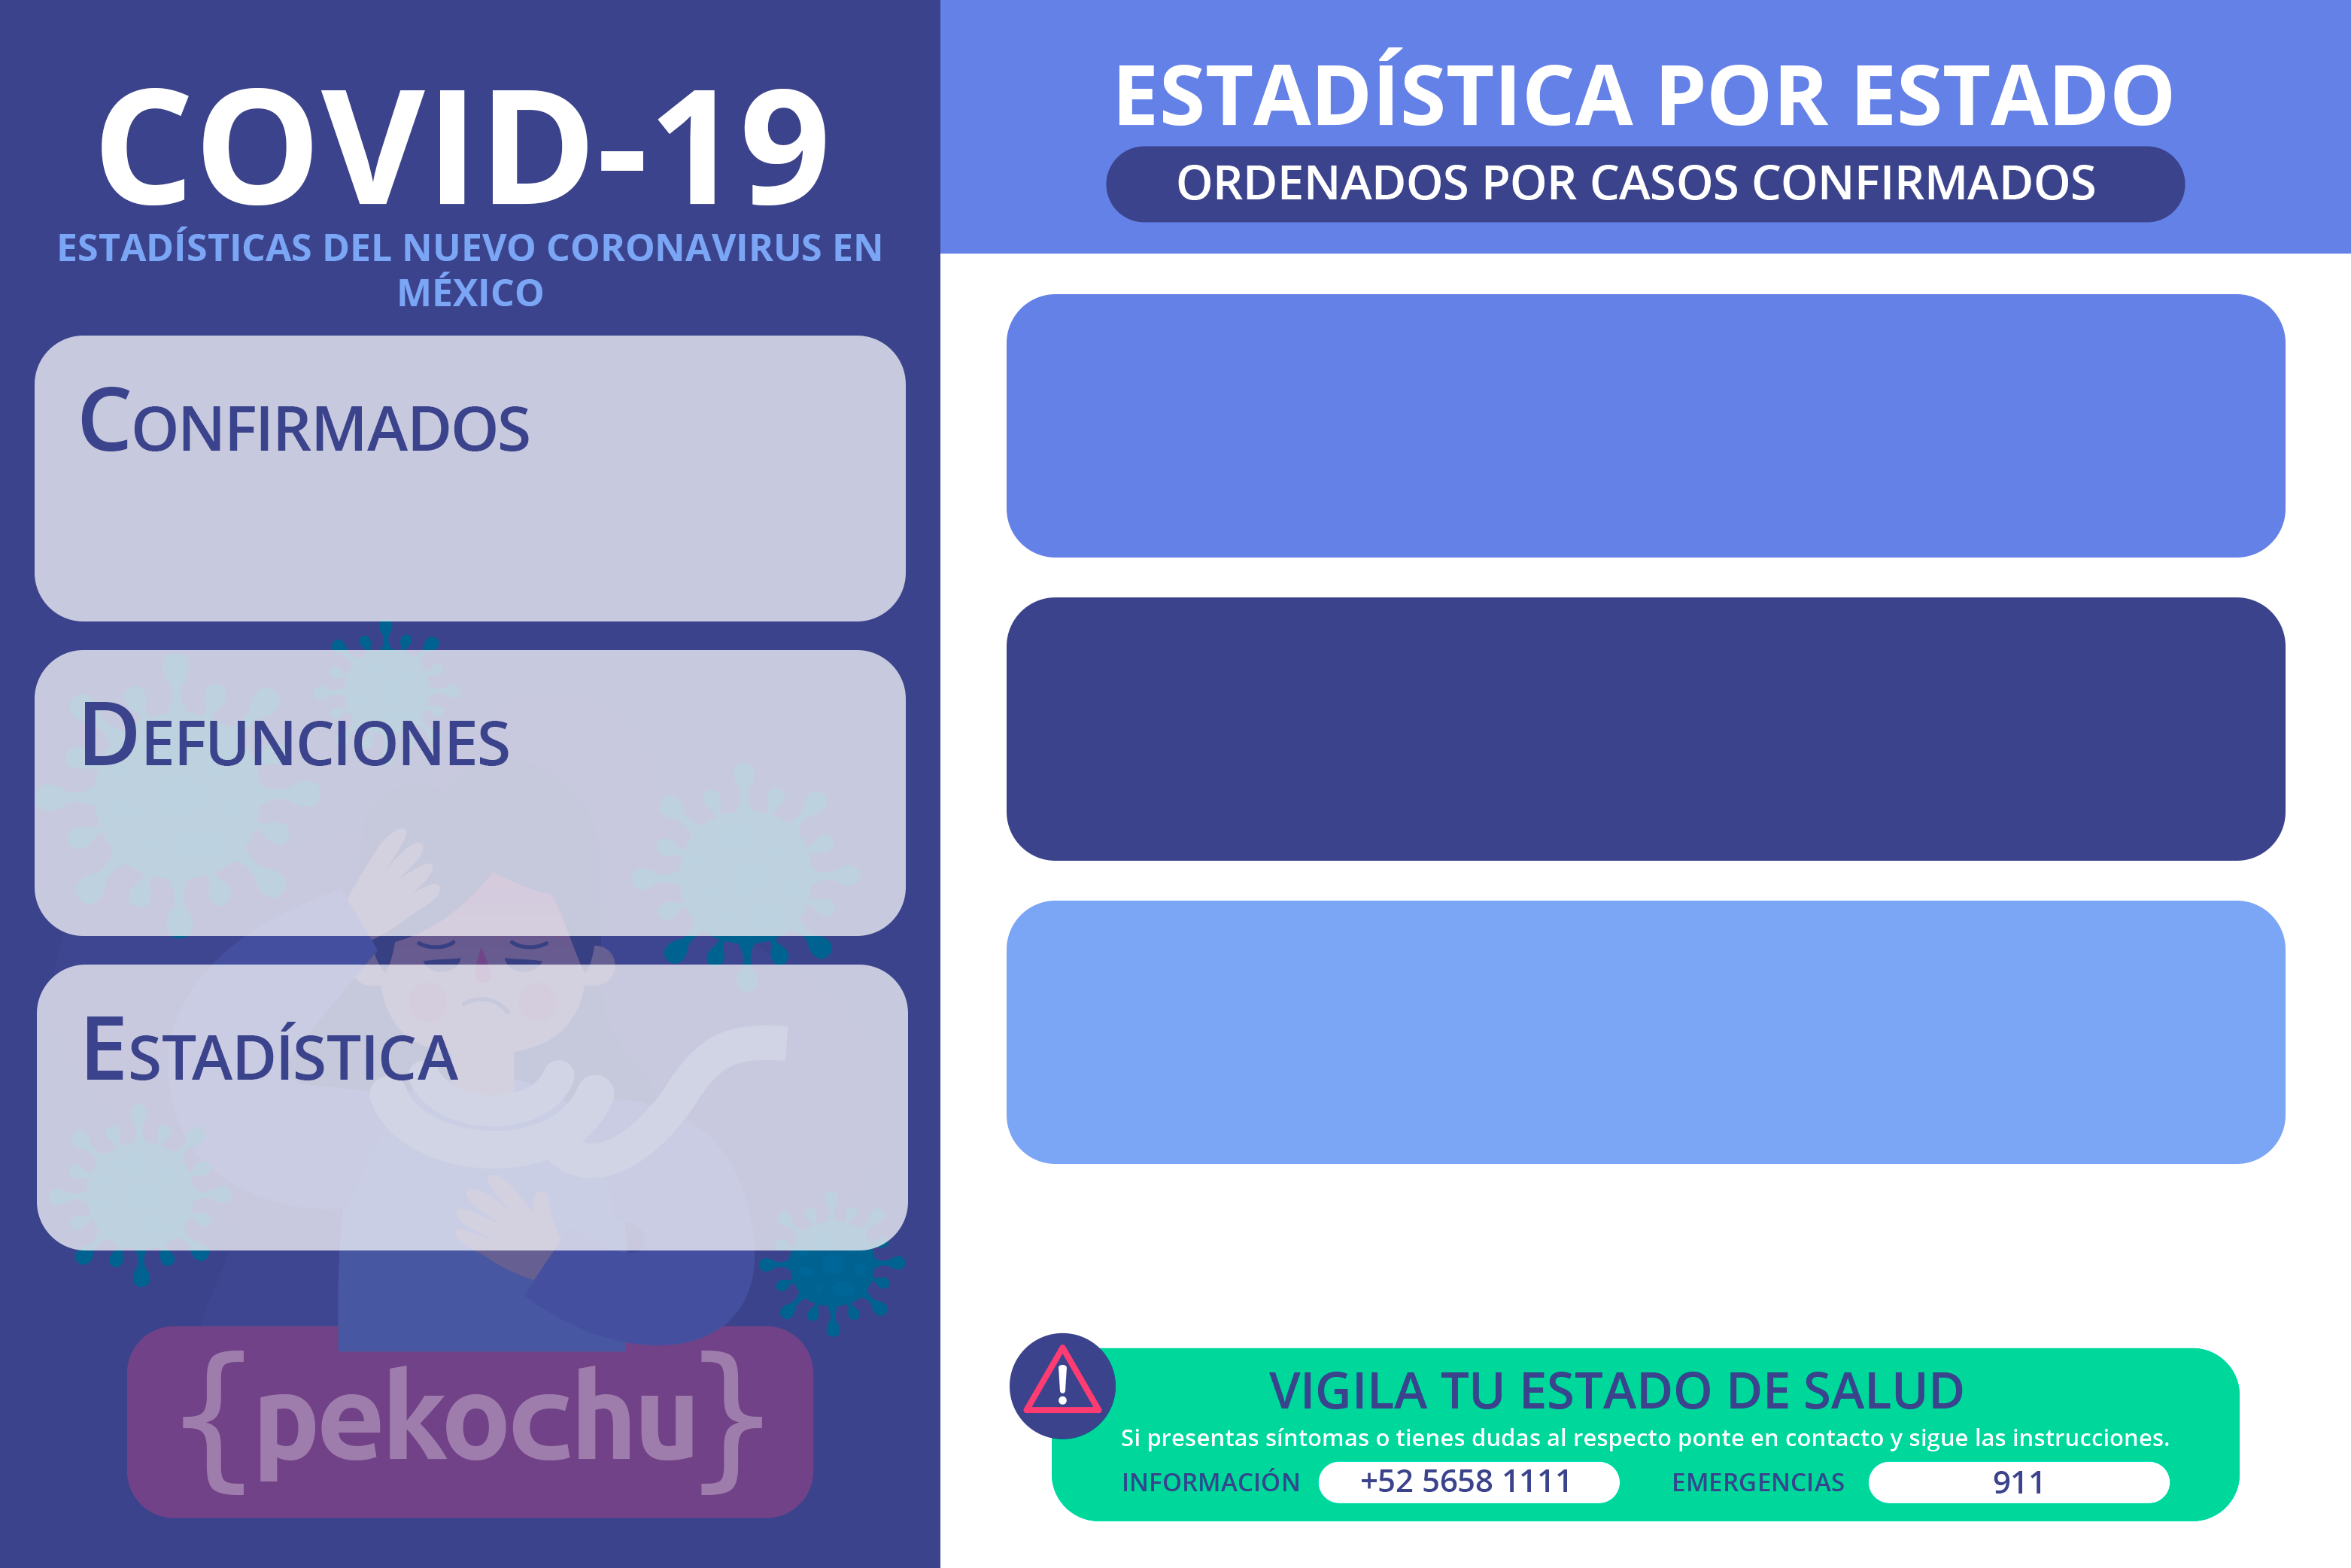 COVID-19
ESTADÍSTICAS DEL NUEVO CORONAVIRUS EN
MÉXICO
CONFIRMADOS
DEFUNCIONES
ESTADÍSTICA
{pekochu}
ESTADÍSTICA POR ESTADO
ORDENADOS POR CASOS CONFIRMADOS
VIGILA TU ESTADO DE SALUD
Si presentas síntomas o tienes dudas al respecto ponte en contacto y sigue las instrucciones.
INFORMACIÓN +52 5658 1111 EMERGENCIAS 911